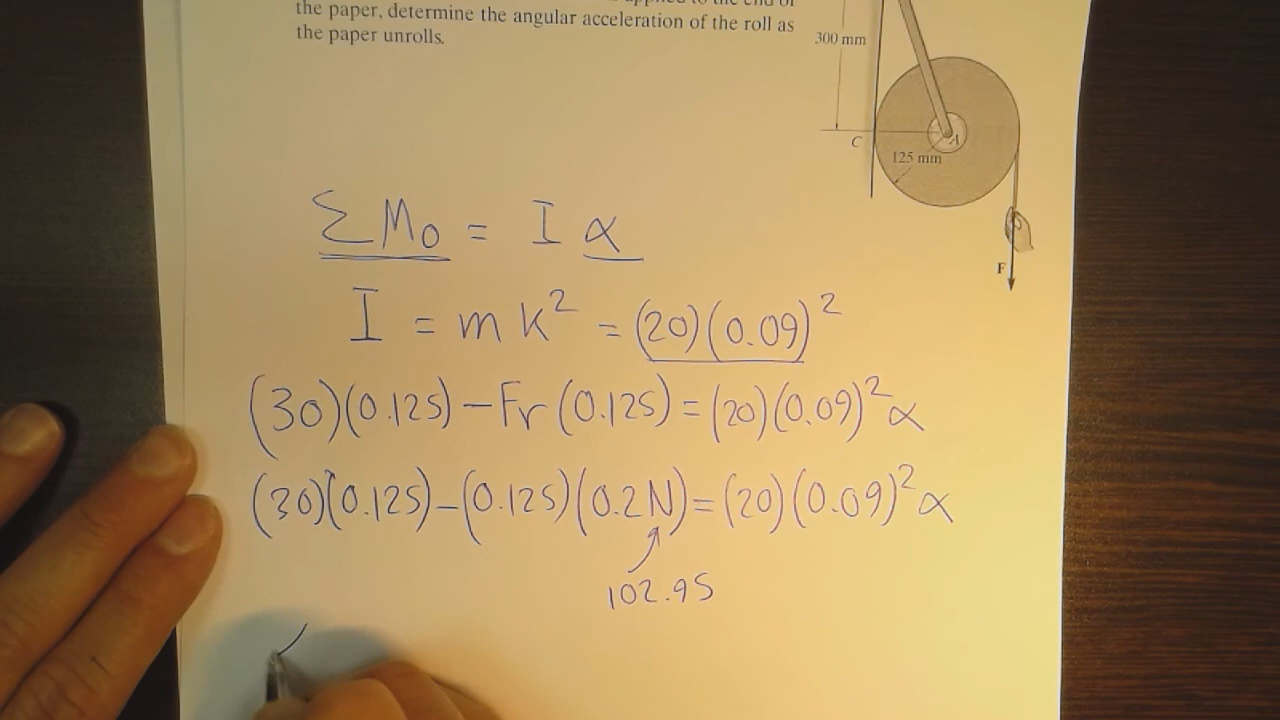 the paper, determine the angular acceleration of the roll as
the paper unrolls.
300 mm
C
A
125 mm
F
ΣMo = I α
I = mk² = (20)(0.09)²
(30)(0.125) - Fr (0.125) = (20)(0.09)² α
(30)(0.125) - (0.125)(0.2N) = (20)(0.09)² α
102.95